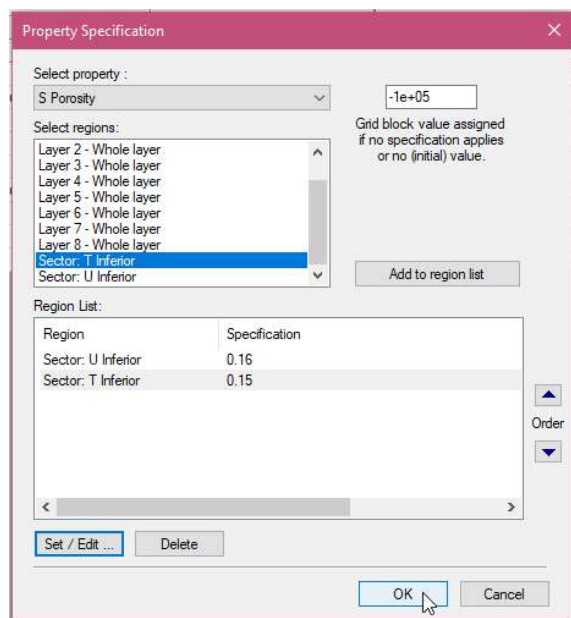 Property Specification
Select property :
S Porosity
-1e+05
Select regions:
Grid block value assigned
if no specification applies
or no (initial) value.
Layer 2 - Whole layer
Layer 3 - Whole layer
Layer 4 - Whole layer
Layer 5 - Whole layer
Layer 6 - Whole layer
Layer 7 - Whole layer
Layer 8 - Whole layer
Sector: T Inferior
Sector: U Inferior
Add to region list
Region List:
Region Specification
Sector: U Inferior 0.16
Sector: T Inferior 0.15
Order
Set / Edit ... Delete
OK Cancel